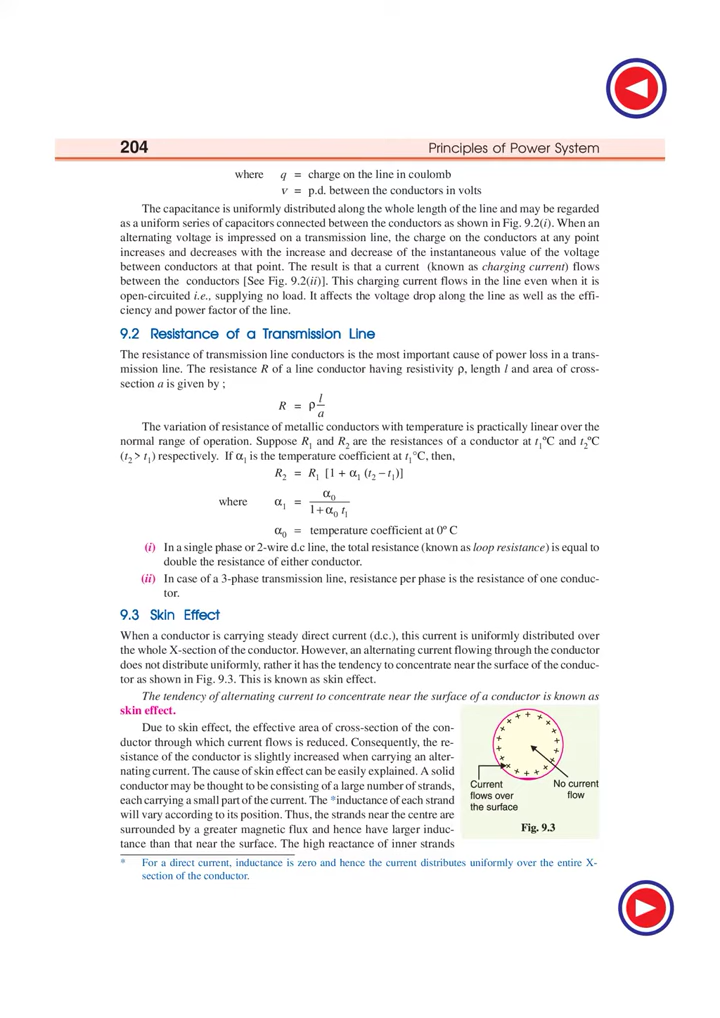 204
Principles of Power System
where q = charge on the line in coulomb
v = p.d. between the conductors in volts
The capacitance is uniformly distributed along the whole length of the line and may be regarded
as a uniform series of capacitors connected between the conductors as shown in Fig. 9.2(i). When an
alternating voltage is impressed on a transmission line, the charge on the conductors at any point
increases and decreases with the increase and decrease of the instantaneous value of the voltage
between conductors at that point. The result is that a current (known as charging current) flows
between the conductors [See Fig. 9.2(ii)]. This charging current flows in the line even when it is
open-circuited i.e., supplying no load. It affects the voltage drop along the line as well as the effi-
ciency and power factor of the line.
9.2 Resistance of a Transmission Line
The resistance of transmission line conductors is the most important cause of power loss in a trans-
mission line. The resistance R of a line conductor having resistivity ρ, length l and area of cross-
section a is given by ;
R = ρ l/a
The variation of resistance of metallic conductors with temperature is practically linear over the
normal range of operation. Suppose R₁ and R₂ are the resistances of a conductor at t₁ºC and t₂ºC
(t₂ > t₁) respectively. If α₁ is the temperature coefficient at t₁°C, then,
R₂ = R₁ [1 + α₁ (t₂ − t₁)]
where α₁ = α₀/(1 + α₀ t₁)
α₀ = temperature coefficient at 0º C
(i) In a single phase or 2-wire d.c line, the total resistance (known as loop resistance) is equal to
double the resistance of either conductor.
(ii) In case of a 3-phase transmission line, resistance per phase is the resistance of one conduc-
tor.
9.3 Skin Effect
When a conductor is carrying steady direct current (d.c.), this current is uniformly distributed over
the whole X-section of the conductor. However, an alternating current flowing through the conductor
does not distribute uniformly, rather it has the tendency to concentrate near the surface of the conduc-
tor as shown in Fig. 9.3. This is known as skin effect.
The tendency of alternating current to concentrate near the surface of a conductor is known as
skin effect.
Due to skin effect, the effective area of cross-section of the con-
ductor through which current flows is reduced. Consequently, the re-
sistance of the conductor is slightly increased when carrying an alter-
nating current. The cause of skin effect can be easily explained. A solid
conductor may be thought to be consisting of a large number of strands,
each carrying a small part of the current. The *inductance of each strand
will vary according to its position. Thus, the strands near the centre are
surrounded by a greater magnetic flux and hence have larger induc-
tance than that near the surface. The high reactance of inner strands
Current
flows over
the surface
No current
flow
Fig. 9.3
* For a direct current, inductance is zero and hence the current distributes uniformly over the entire X-
section of the conductor.